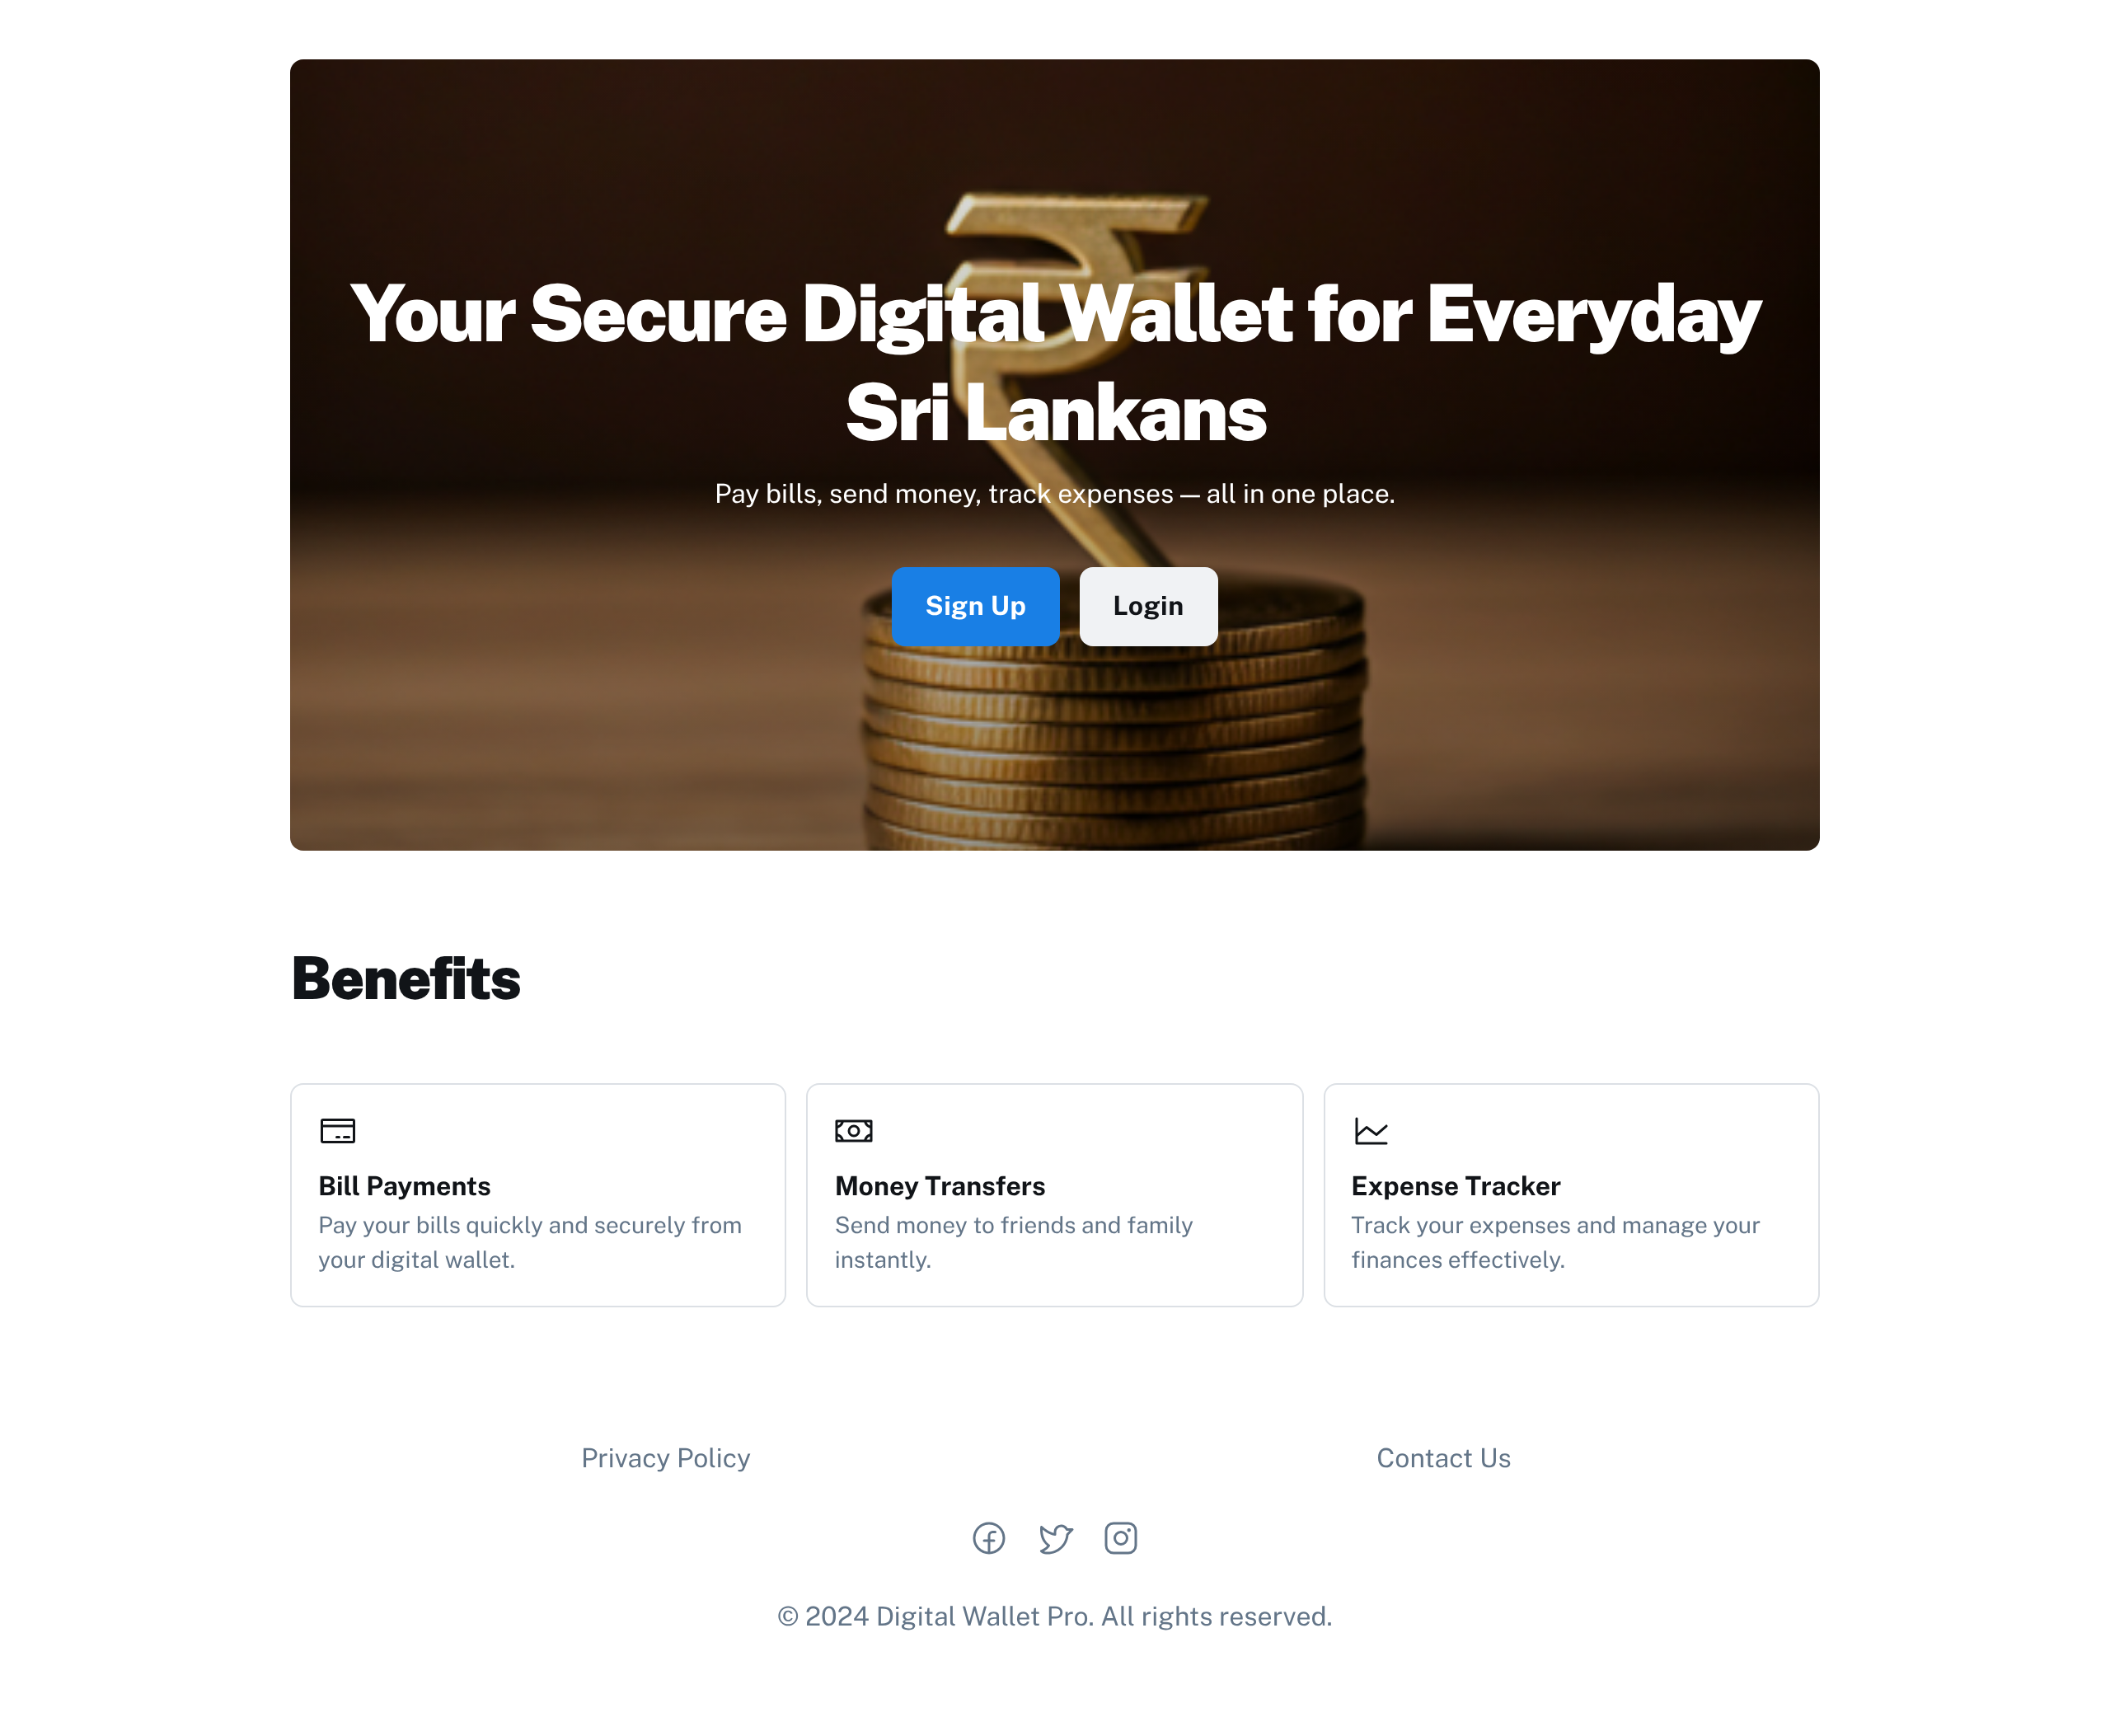 Your Secure Digital Wallet for Everyday
Sri Lankans
Pay bills, send money, track expenses — all in one place.
Sign Up
Login
Benefits
Bill Payments
Pay your bills quickly and securely from
your digital wallet.
Money Transfers
Send money to friends and family
instantly.
Expense Tracker
Track your expenses and manage your
finances effectively.
Privacy Policy
Contact Us
© 2024 Digital Wallet Pro. All rights reserved.